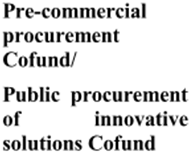 Pre-commercial
procurement
Cofund/
Public procurement
of innovative
solutions Cofund